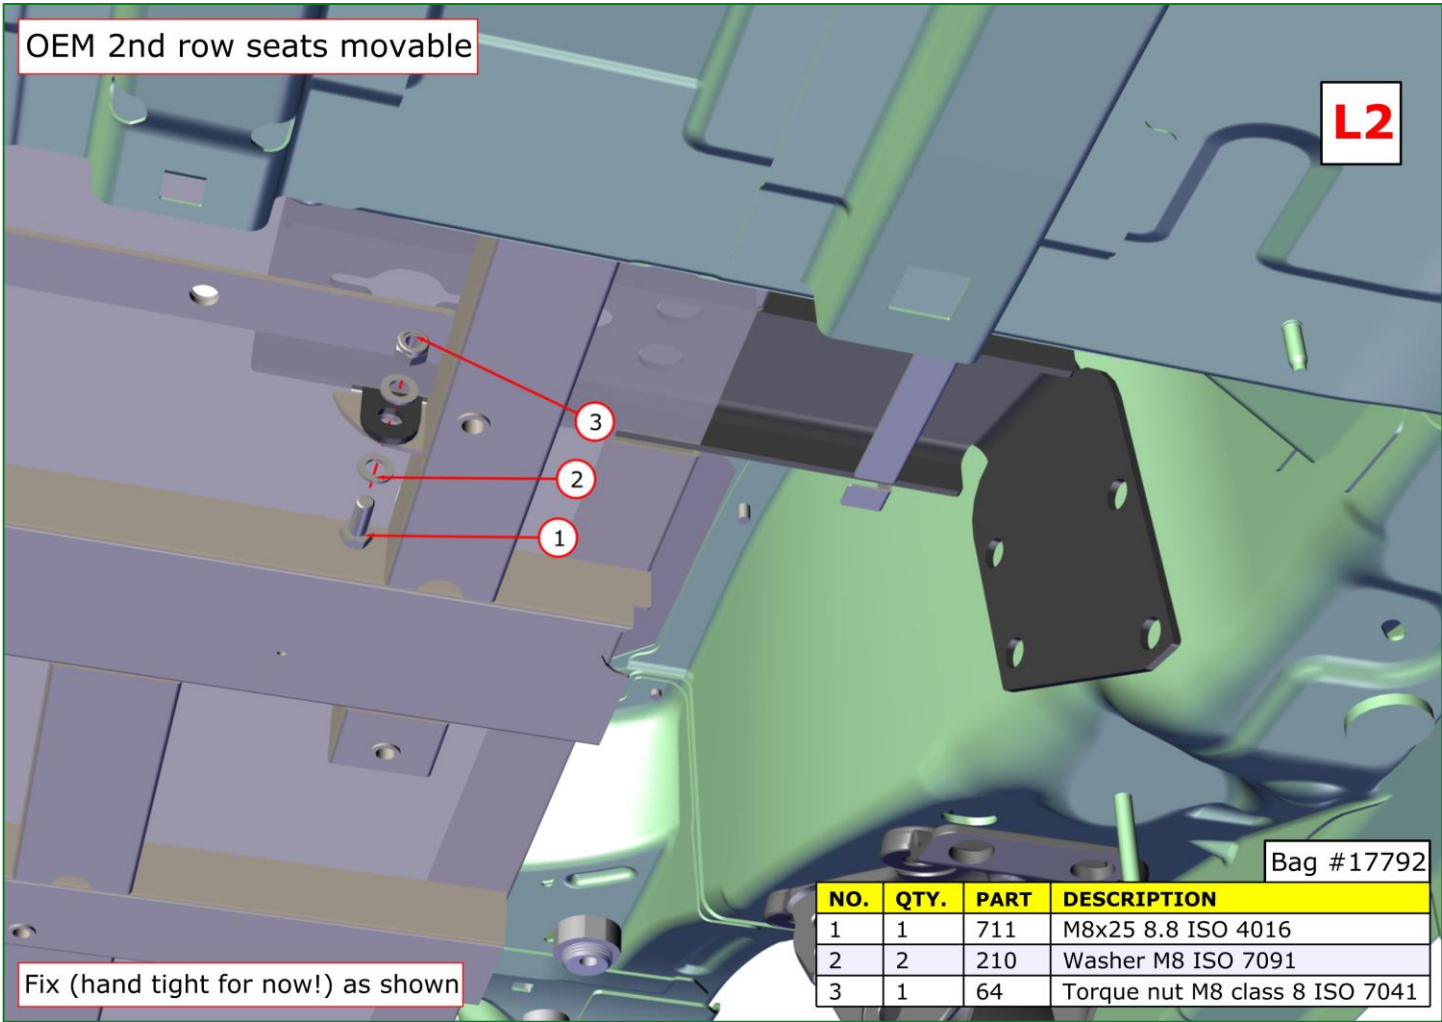 OEM 2nd row seats movable
L2
3
2
1
Bag #17792
NO. QTY. PART DESCRIPTION
1 1 711 M8x25 8.8 ISO 4016
2 2 210 Washer M8 ISO 7091
3 1 64 Torque nut M8 class 8 ISO 7041
Fix (hand tight for now!) as shown